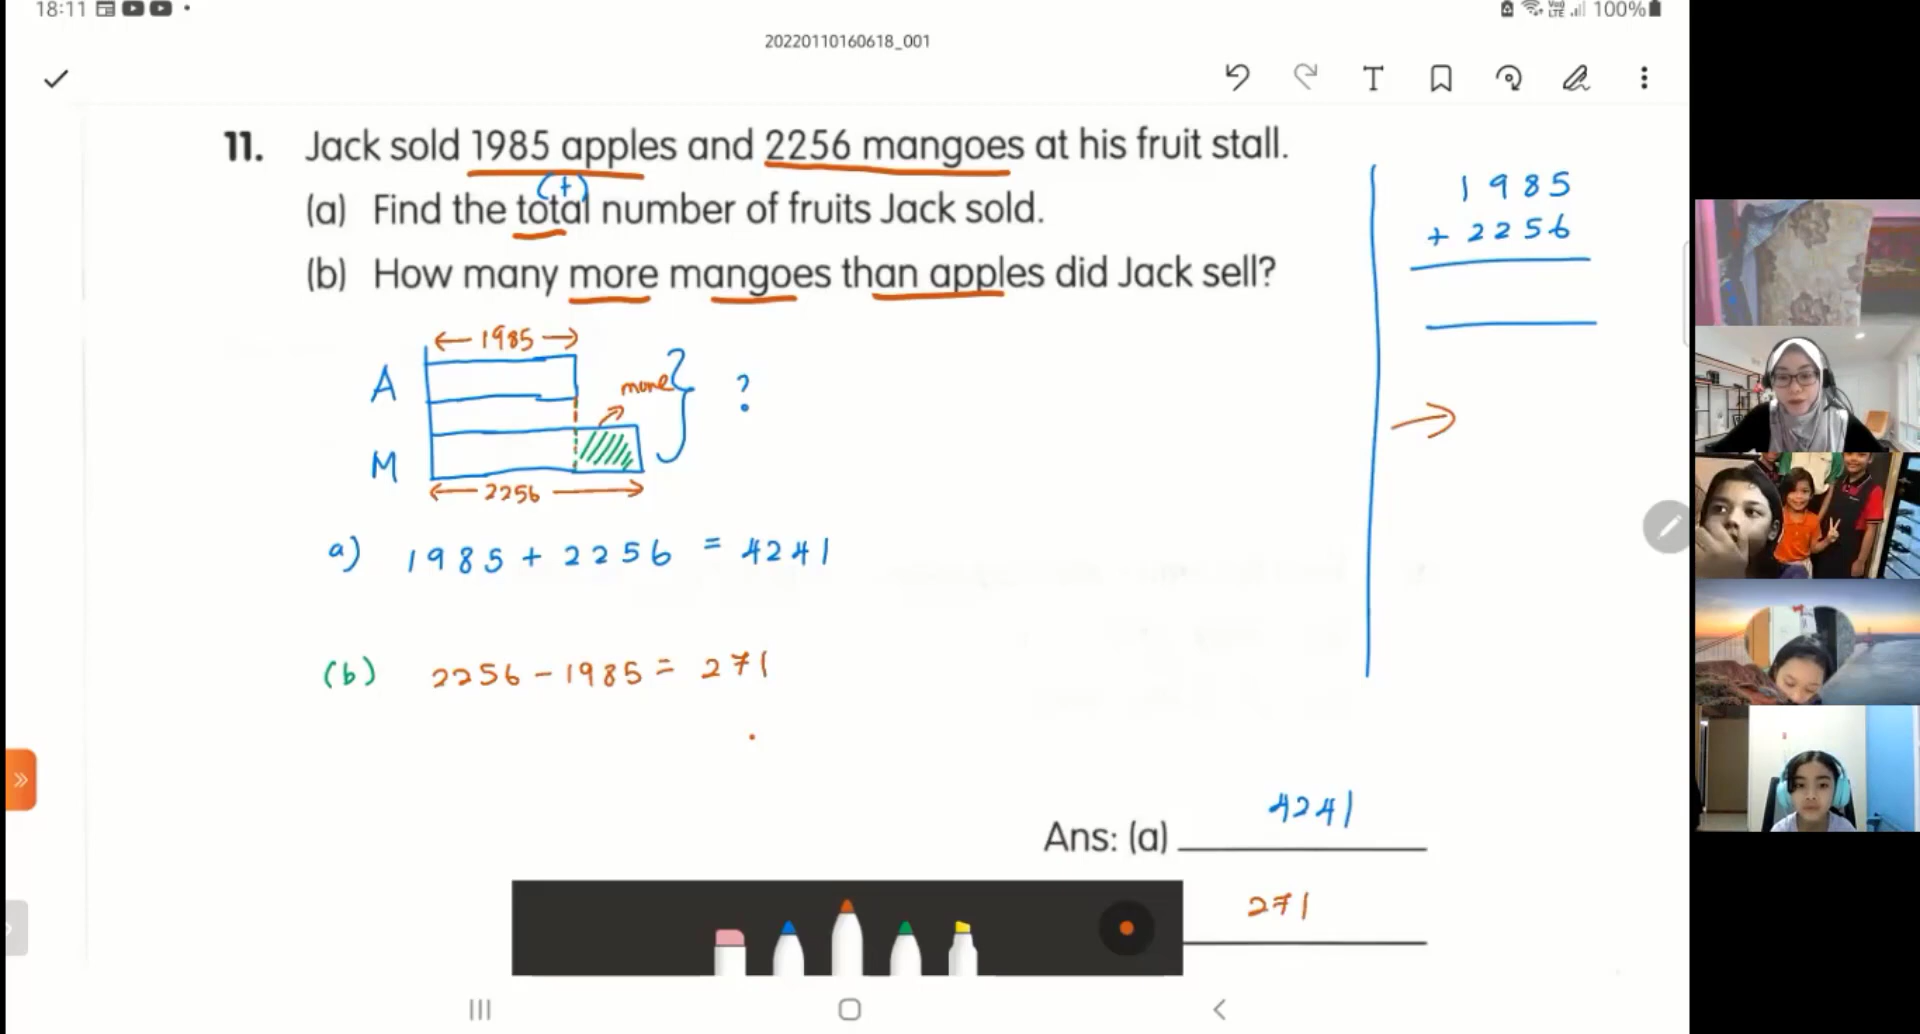 18:11
LTE 100%
20220110160618_001
T
11. Jack sold 1985 apples and 2256 mangoes at his fruit stall.
(+)
(a) Find the total number of fruits Jack sold.
(b) How many more mangoes than apples did Jack sell?
1985
+ 2256
1985
A
more
?
M
2256
a) 1985 + 2256 = 4241
(b) 2256 - 1985 = 271
4241
Ans: (a)
271